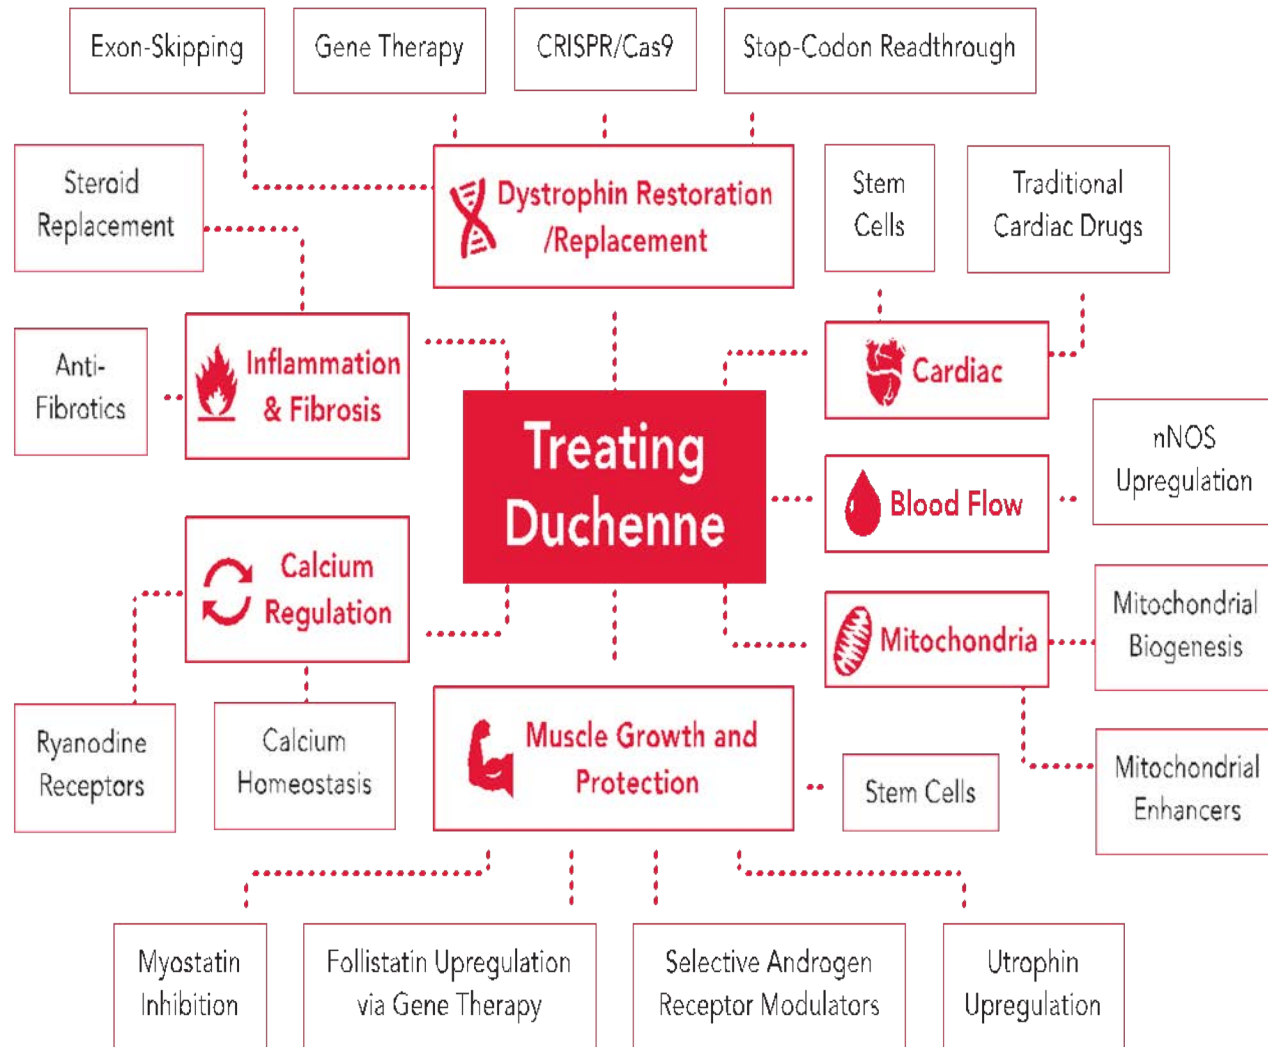 Exon-Skipping
Gene Therapy
CRISPR/Cas9
Stop-Codon Readthrough
Steroid
Replacement
Dystrophin Restoration
/Replacement
Stem
Cells
Traditional
Cardiac Drugs
Anti-
Fibrotics
Inflammation
& Fibrosis
Cardiac
Treating
Duchenne
nNOS
Upregulation
Blood Flow
Calcium
Regulation
Mitochondria
Mitochondrial
Biogenesis
Ryanodine
Receptors
Calcium
Homeostasis
Muscle Growth and
Protection
Stem Cells
Mitochondrial
Enhancers
Myostatin
Inhibition
Follistatin Upregulation
via Gene Therapy
Selective Androgen
Receptor Modulators
Utrophin
Upregulation